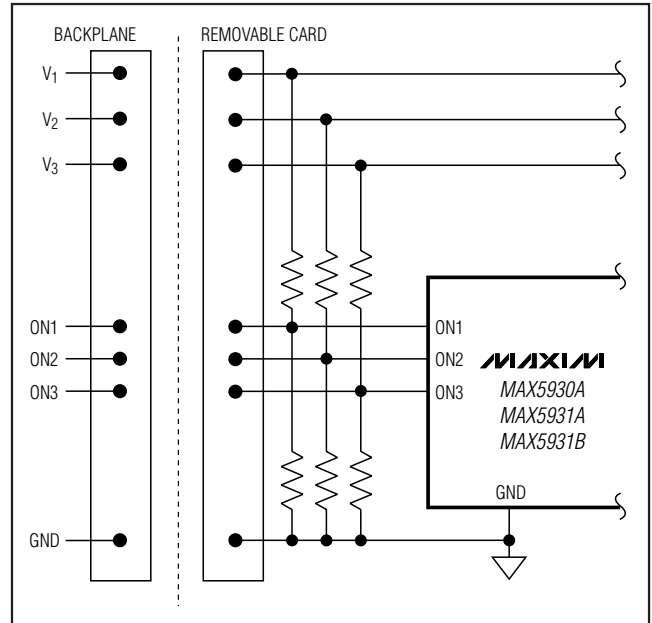 BACKPLANE
REMOVABLE CARD
V1
V2
V3
ON1
ON2
ON3
GND
ON1
ON2
ON3
MAXIM
MAX5930A
MAX5931A
MAX5931B
GND